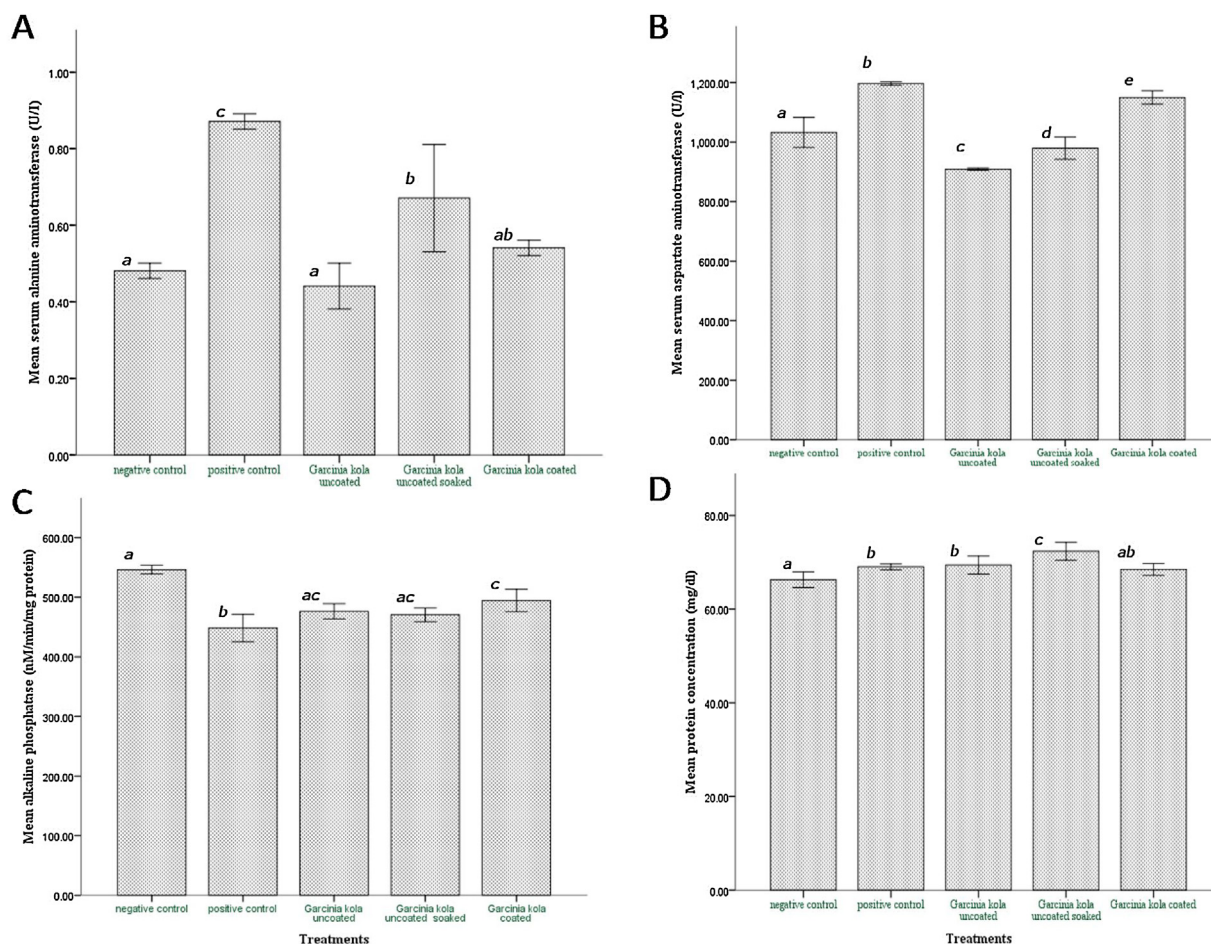 A
Mean serum alanine aminotransferase (U/I)
1.00
0.80
0.60
0.40
0.20
0.00
a
c
a
b
ab
negative control
positive control
Garcinia kola
uncoated
Garcinia kola
uncoated soaked
Garcinia kola coated
B
Mean serum aspartate aminotransferase (U/I)
1,200.00
1,000.00
800.00
600.00
400.00
200.00
0.00
a
b
c
d
e
negative control
positive control
Garcinia kola
uncoated
Garcinia kola
uncoated soaked
Garcinia kola coated
C
Mean alkaline phosphatase (nM/min/mg protein)
600.00
500.00
400.00
300.00
200.00
100.00
0.00
a
b
ac
ac
c
negative control
positive control
Garcinia kola
uncoated
Garcinia kola
uncoated soaked
Garcinia kola
coated
Treatments
D
Mean protein concentration (mg/dl)
80.00
60.00
40.00
20.00
0.00
a
b
b
c
ab
negative control
positive control
Garcinia kola
uncoated
Garcinia kola
uncoated soaked
Garcinia kola coated
Treatments